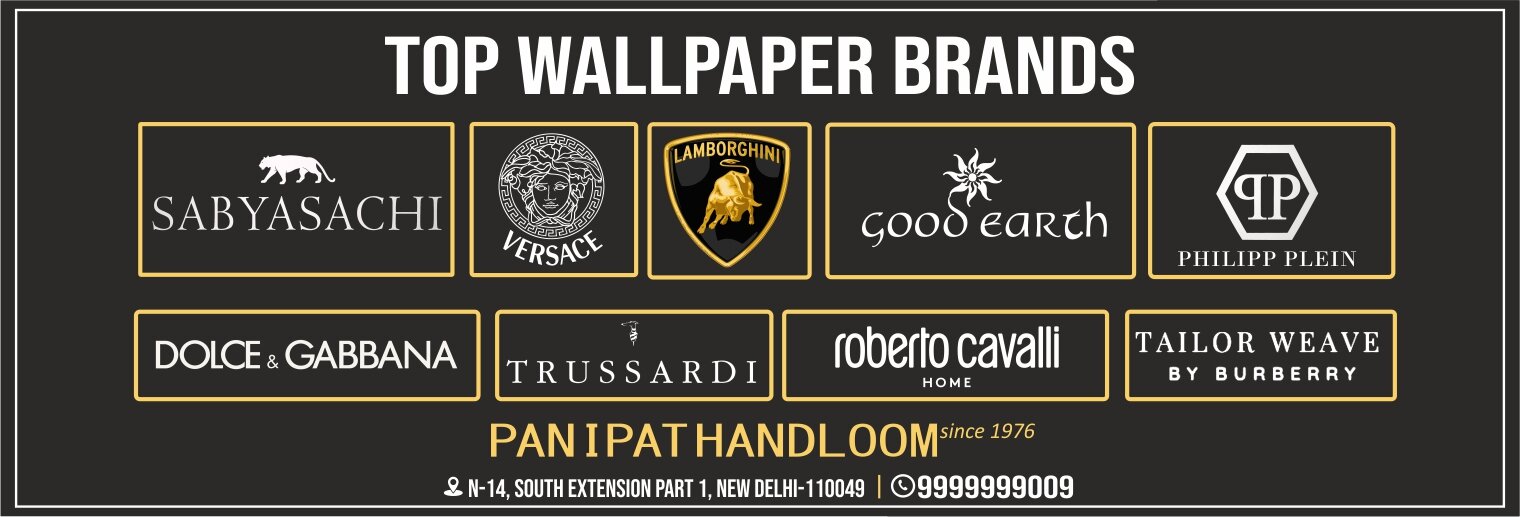 TOP WALLPAPER BRANDS
SABYASACHI
VERSACE
LAMBORGHINI
good earth
PHILIPP PLEIN
DOLCE & GABBANA
TRUSSARDI
roberto cavalli
HOME
TAILOR WEAVE
BY BURBERRY
PANIPAT HANDLOOM since 1976
N-14, SOUTH EXTENSION PART 1, NEW DELHI-110049 | 9999999009